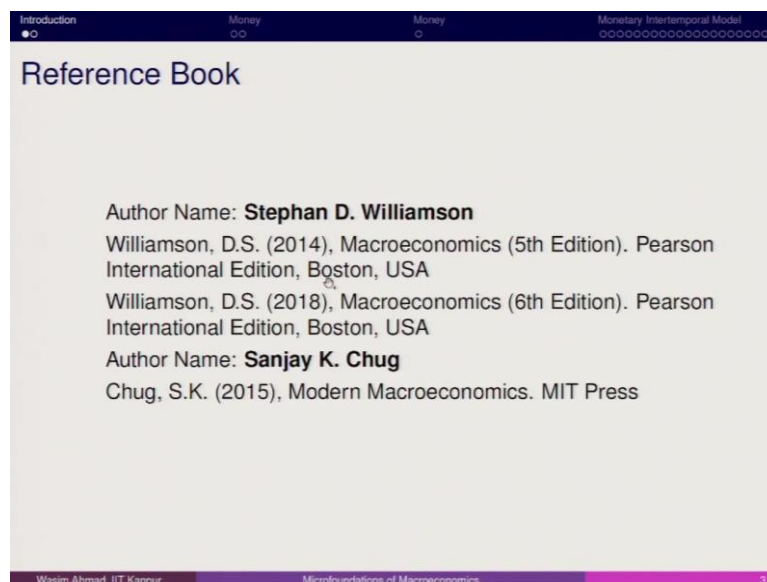 Introduction
Money
Money
Monetary Intertemporal Model
Reference Book
Author Name: Stephan D. Williamson
Williamson, D.S. (2014), Macroeconomics (5th Edition). Pearson
International Edition, Boston, USA
Williamson, D.S. (2018), Macroeconomics (6th Edition). Pearson
International Edition, Boston, USA
Author Name: Sanjay K. Chug
Chug, S.K. (2015), Modern Macroeconomics. MIT Press
Wasim Ahmad, IIT Kanpur
Microfoundations of Macroeconomics